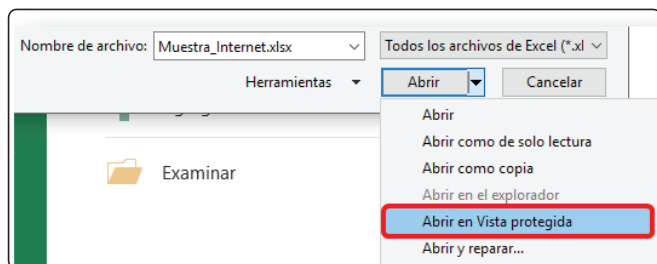 Nombre de archivo: Muestra_Internet.xlsx Todos los archivos de Excel (*.xl
Herramientas Abrir Cancelar
Abrir
Abrir como de solo lectura
Examinar Abrir como copia
Abrir en el explorador
Abrir en Vista protegida
Abrir y reparar...